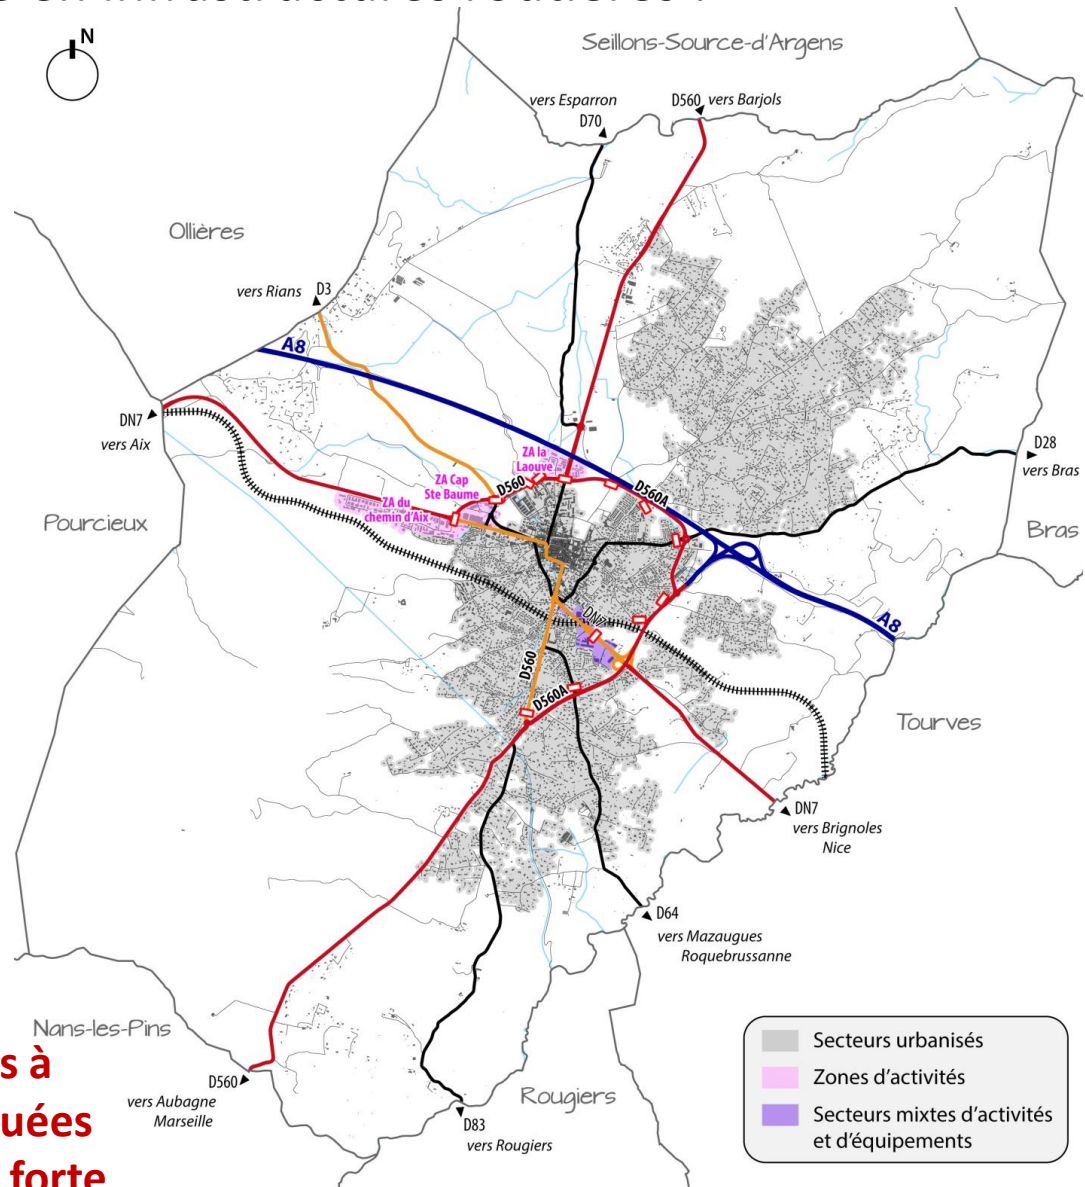 N
Seillons-Source-d'Argens
vers Esparron
D70
D560
vers Barjols
Ollières
vers Rians
D3
A8
DN7
vers Aix
D28
vers Bras
ZA la
Laouve
ZA Cap
Ste Baume
D560
D560A
ZA du
chemin d'Aix
Pourcieux
Bras
A8
DN7
D560
D560A
Tourves
DN7
vers Brignoles
Nice
D64
vers Mazaugues
Roquebrussanne
Nans-les-Pins
s à
D560
vers Aubagne
Marseille
uées
forte
Rougiers
D83
vers Rougiers
Secteurs urbanisés
Zones d'activités
Secteurs mixtes d'activités
et d'équipements